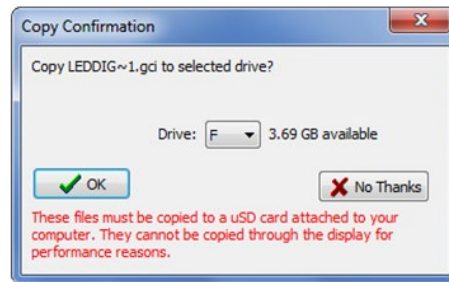 Copy Confirmation
Copy LEDDIG~1.gci to selected drive?
Drive: F 3.69 GB available
OK No Thanks
These files must be copied to a uSD card attached to your
computer. They cannot be copied through the display for
performance reasons.